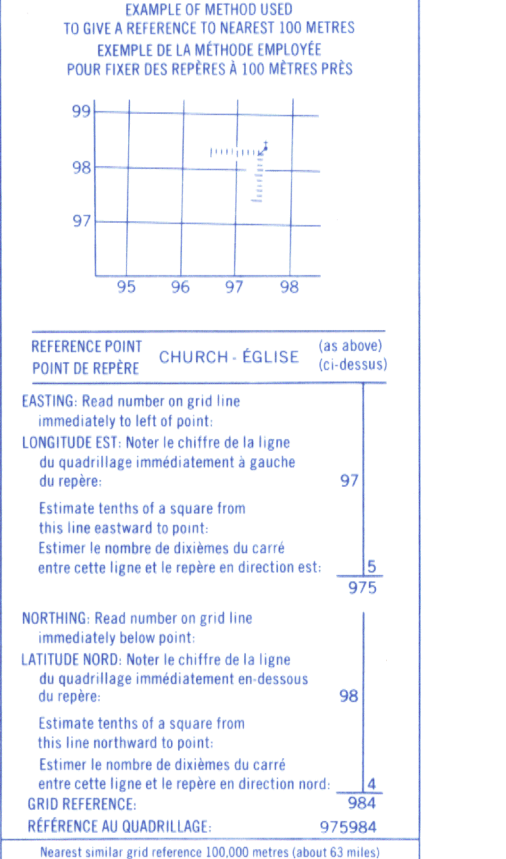 EXAMPLE OF METHOD USED
TO GIVE A REFERENCE TO NEAREST 100 METRES
EXEMPLE DE LA MÉTHODE EMPLOYÉE
POUR FIXER DES REPÈRES À 100 MÈTRES PRÈS
99
98
97
95 96 97 98
REFERENCE POINT
POINT DE REPÈRE
CHURCH - ÉGLISE
(as above)
(ci-dessus)
EASTING: Read number on grid line
immediately to left of point:
LONGITUDE EST: Noter le chiffre de la ligne
du quadrillage immédiatement à gauche
du repère: 97
Estimate tenths of a square from
this line eastward to point:
Estimer le nombre de dixièmes du carré
entre cette ligne et le repère en direction est: 5
975
NORTHING: Read number on grid line
immediately below point:
LATITUDE NORD: Noter le chiffre de la ligne
du quadrillage immédiatement en-dessous
du repère: 98
Estimate tenths of a square from
this line northward to point:
Estimer le nombre de dixièmes du carré
entre cette ligne et le repère en direction nord: 4
GRID REFERENCE: 984
RÉFÉRENCE AU QUADRILLAGE: 975984
Nearest similar grid reference 100,000 metres (about 63 miles)